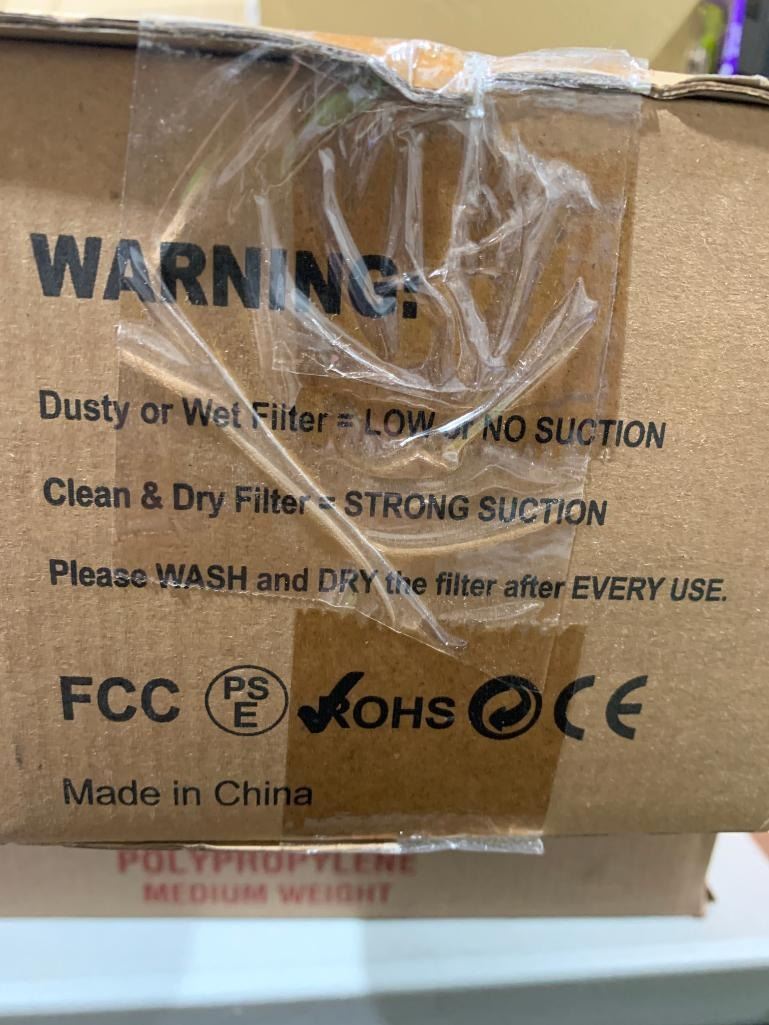 WARNING:
Dusty or Wet Filter = LOW or NO SUCTION
Clean & Dry Filter = STRONG SUCTION
Please WASH and DRY the filter after EVERY USE.
FCC PS E ROHS CE
Made in China
POLYPROPYLENE
MEDIUM WEIGHT